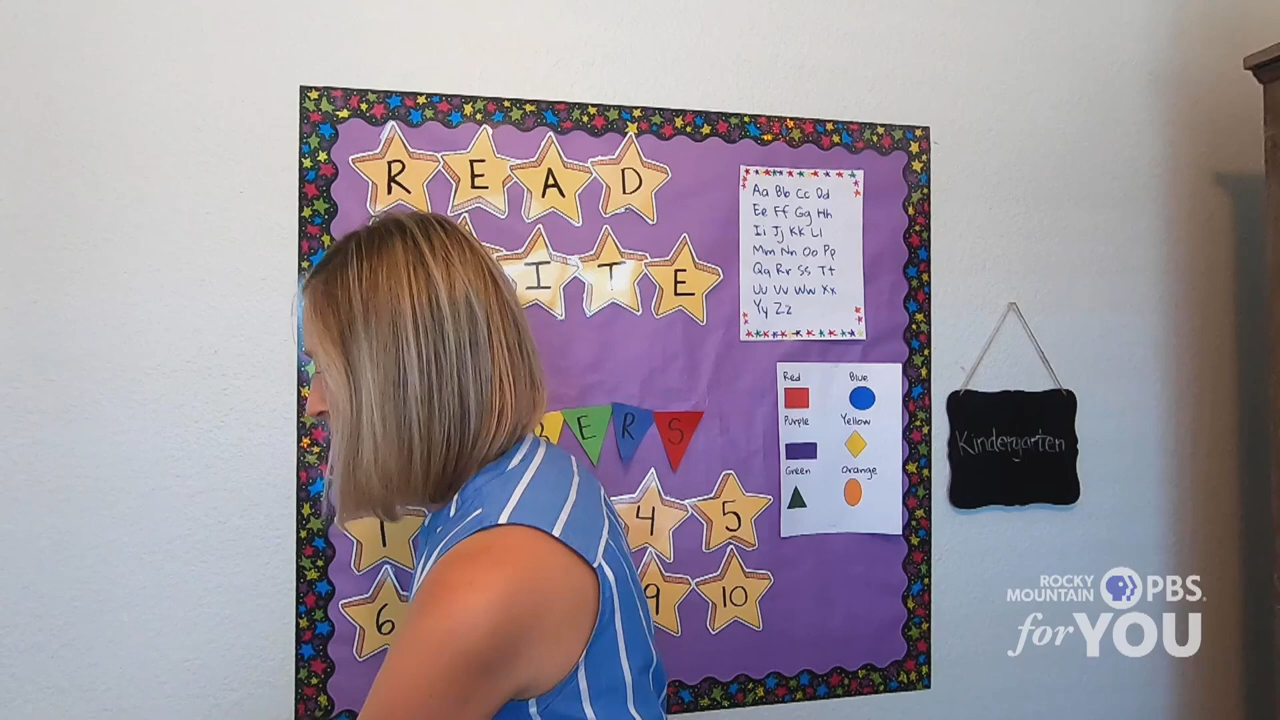 READ
ITE
ERS
1
4
5
6
9
10
Aa Bb Cc Dd
Ee Ff Gg Hh
Ii Jj Kk Ll
Mm Nn Oo Pp
Qq Rr Ss Tt
Uu Vv Ww Xx
Yy Zz
Red Blue
Purple Yellow
Green Orange
Kindergarten
ROCKY
MOUNTAIN PBS.
for YOU